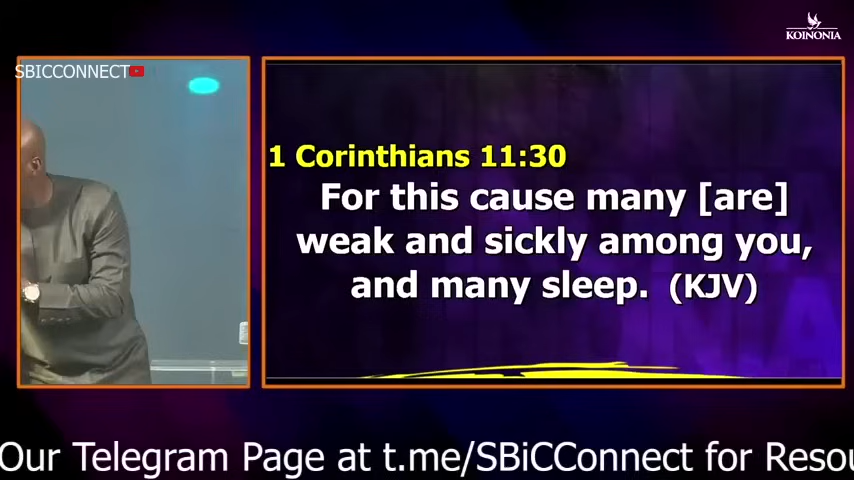 KOINONIA
SBICCONNECT
1 Corinthians 11:30
For this cause many [are]
weak and sickly among you,
and many sleep. (KJV)
Our Telegram Page at t.me/SBiCConnect for